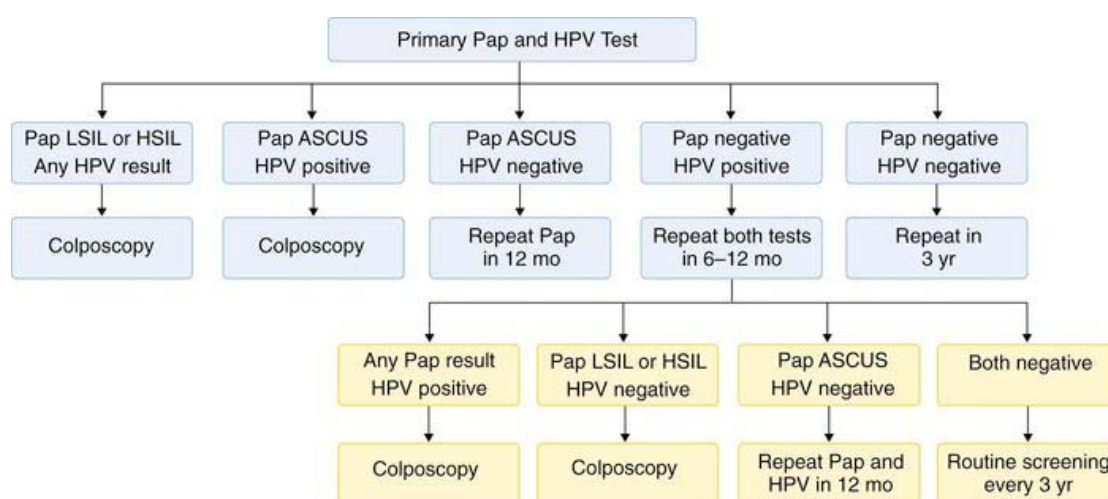 Primary Pap and HPV Test
Pap LSIL or HSIL
Any HPV result
Pap ASCUS
HPV positive
Pap ASCUS
HPV negative
Pap negative
HPV positive
Pap negative
HPV negative
Colposcopy
Colposcopy
Repeat Pap
in 12 mo
Repeat both tests
in 6–12 mo
Repeat in
3 yr
Any Pap result
HPV positive
Pap LSIL or HSIL
HPV negative
Pap ASCUS
HPV negative
Both negative
Colposcopy
Colposcopy
Repeat Pap and
HPV in 12 mo
Routine screening
every 3 yr